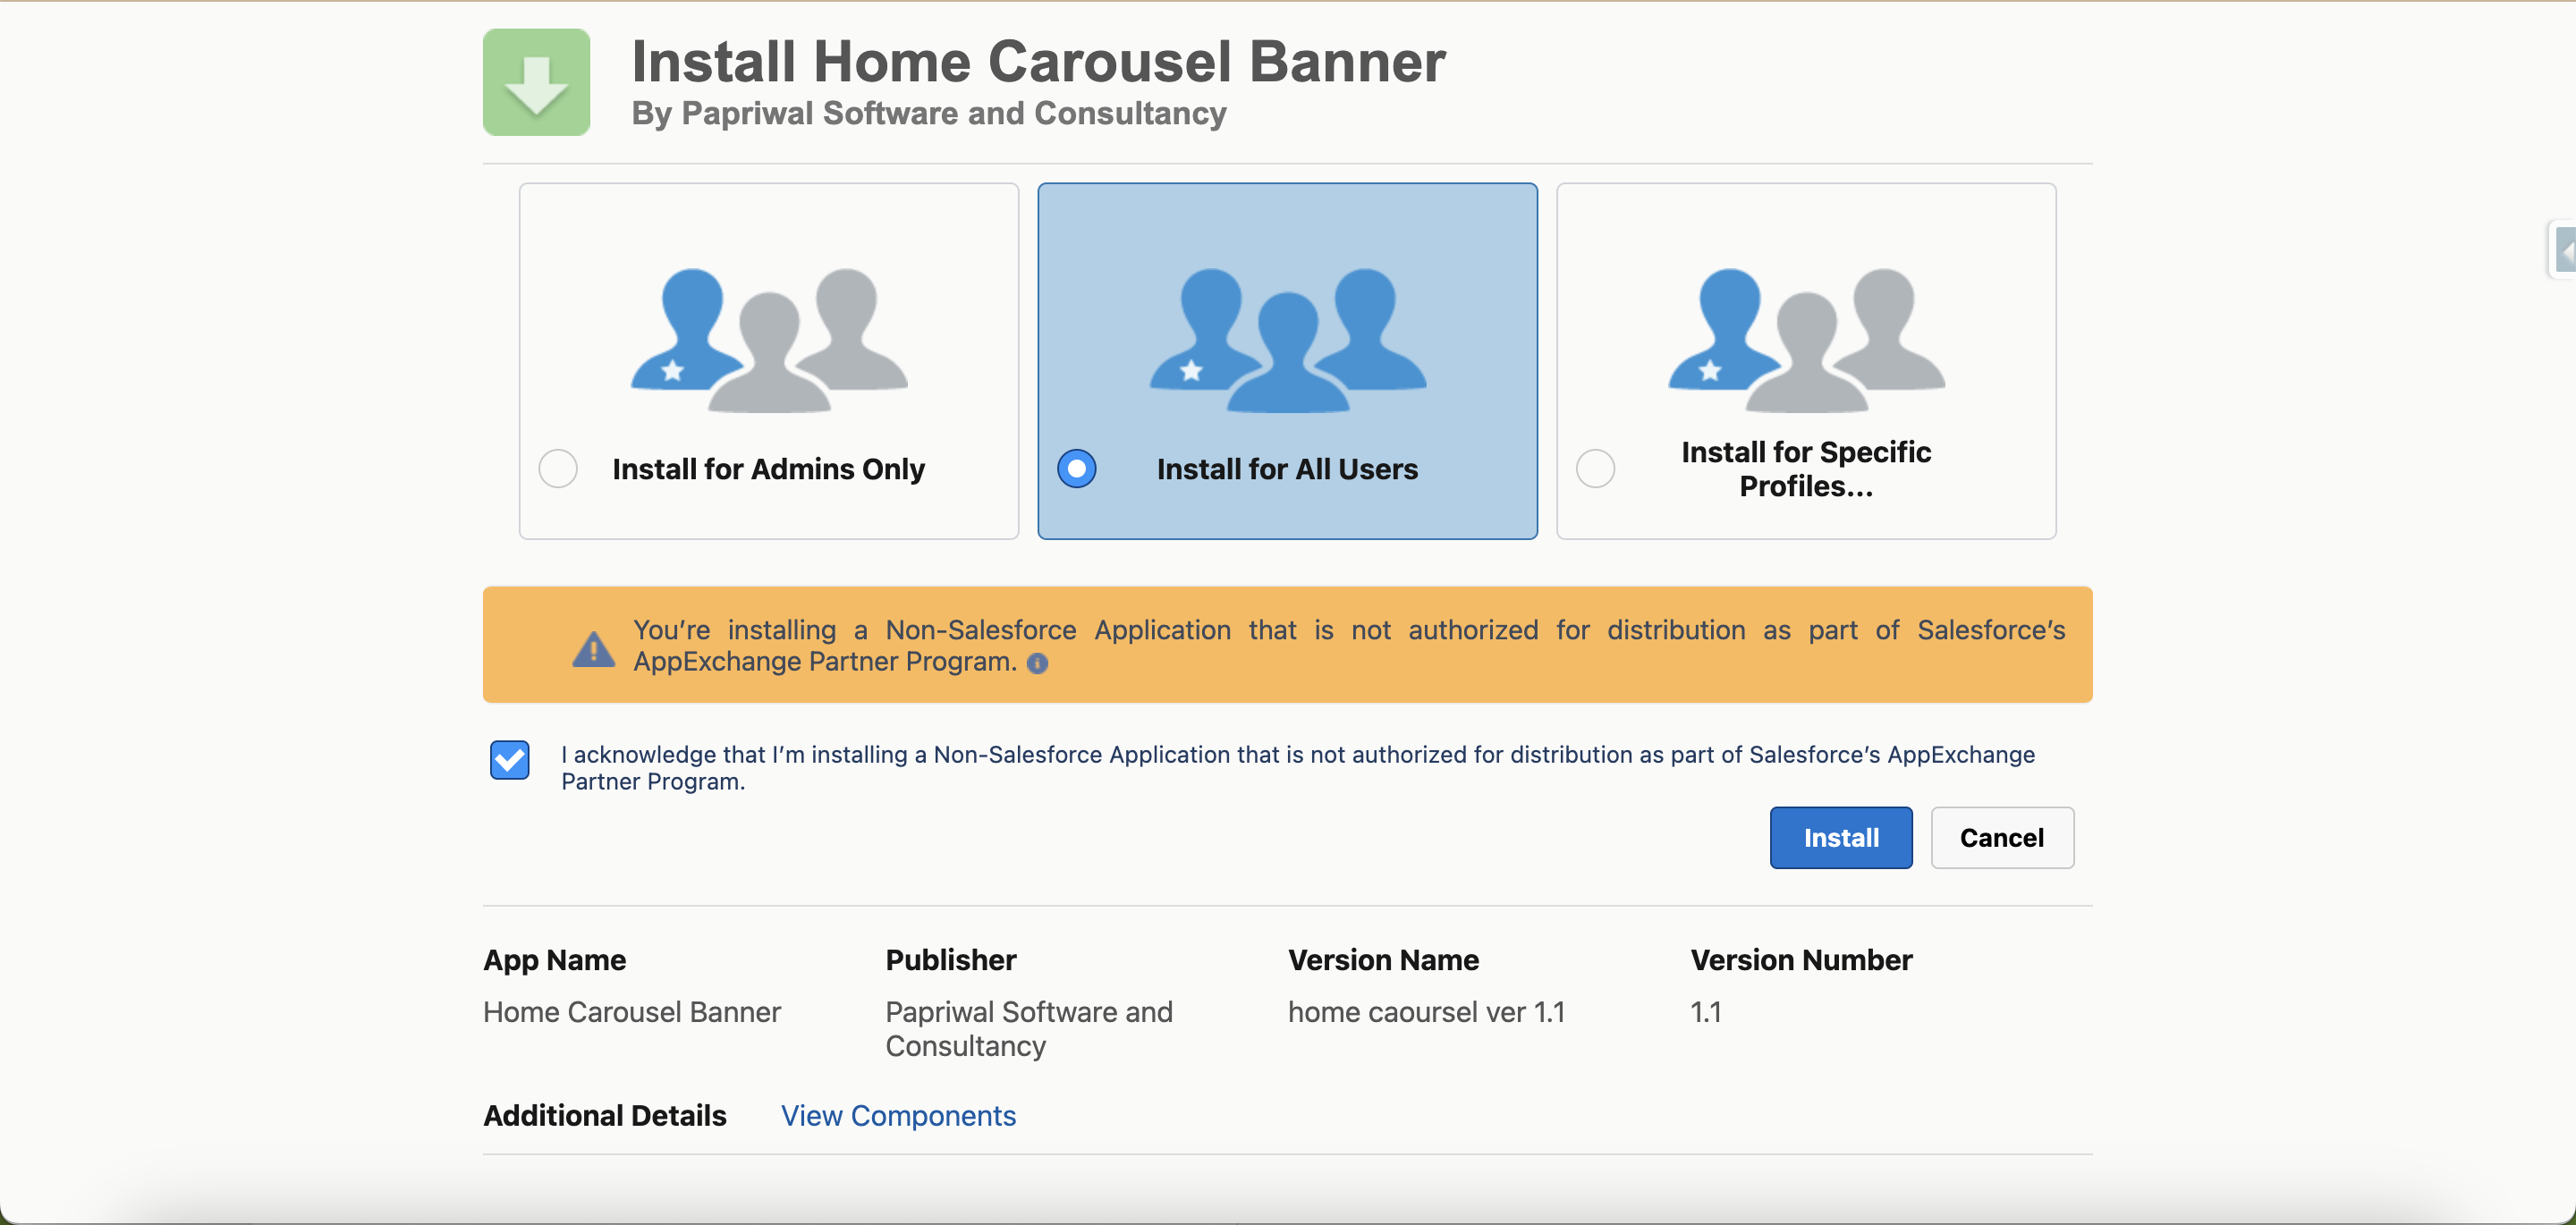 Install Home Carousel Banner
By Papriwal Software and Consultancy
Install for Admins Only
Install for All Users
Install for Specific
Profiles...
You're installing a Non-Salesforce Application that is not authorized for distribution as part of Salesforce's
AppExchange Partner Program.
I acknowledge that I'm installing a Non-Salesforce Application that is not authorized for distribution as part of Salesforce's AppExchange
Partner Program.
Install Cancel
App Name Publisher Version Name Version Number
Home Carousel Banner Papriwal Software and home caoursel ver 1.1 1.1
Consultancy
Additional Details View Components